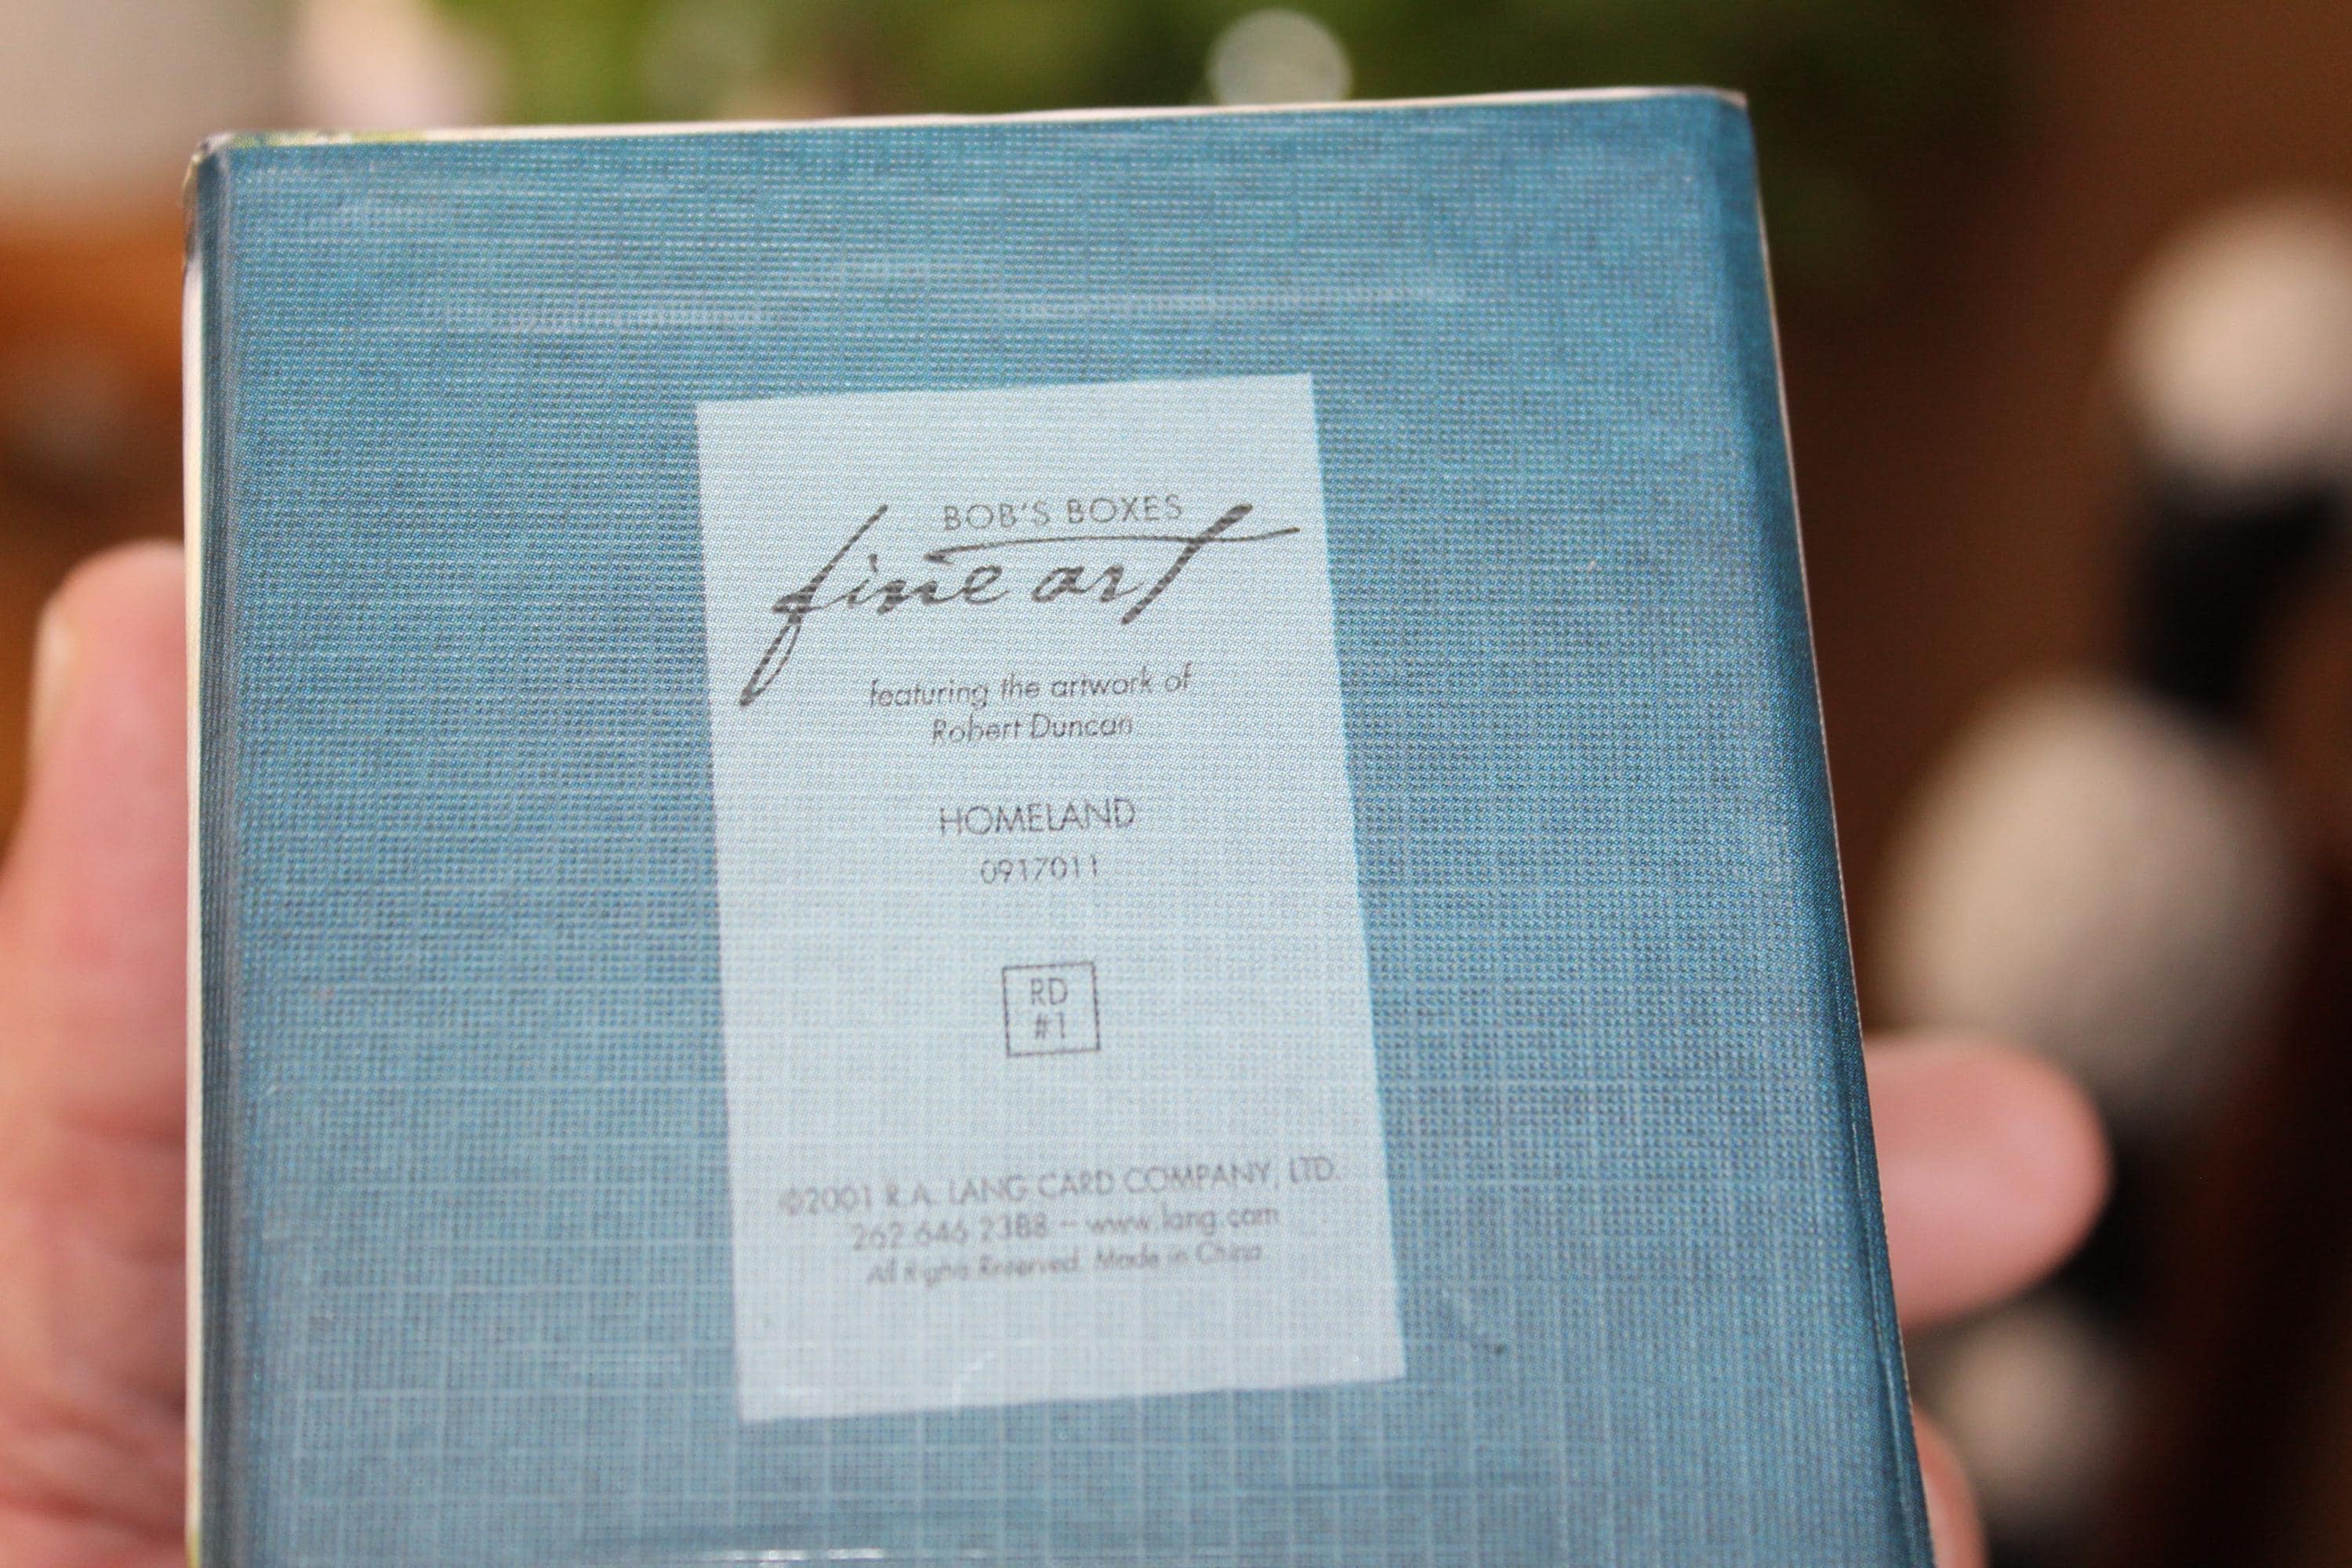 BOB'S BOXES
fine art
featuring the artwork of
Robert Duncan
HOMELAND
0917011
RD
#1
©2001 R.A. LANG CARD COMPANY, LTD.
262.646.2388 – www.lang.com
All Rights Reserved. Made in China